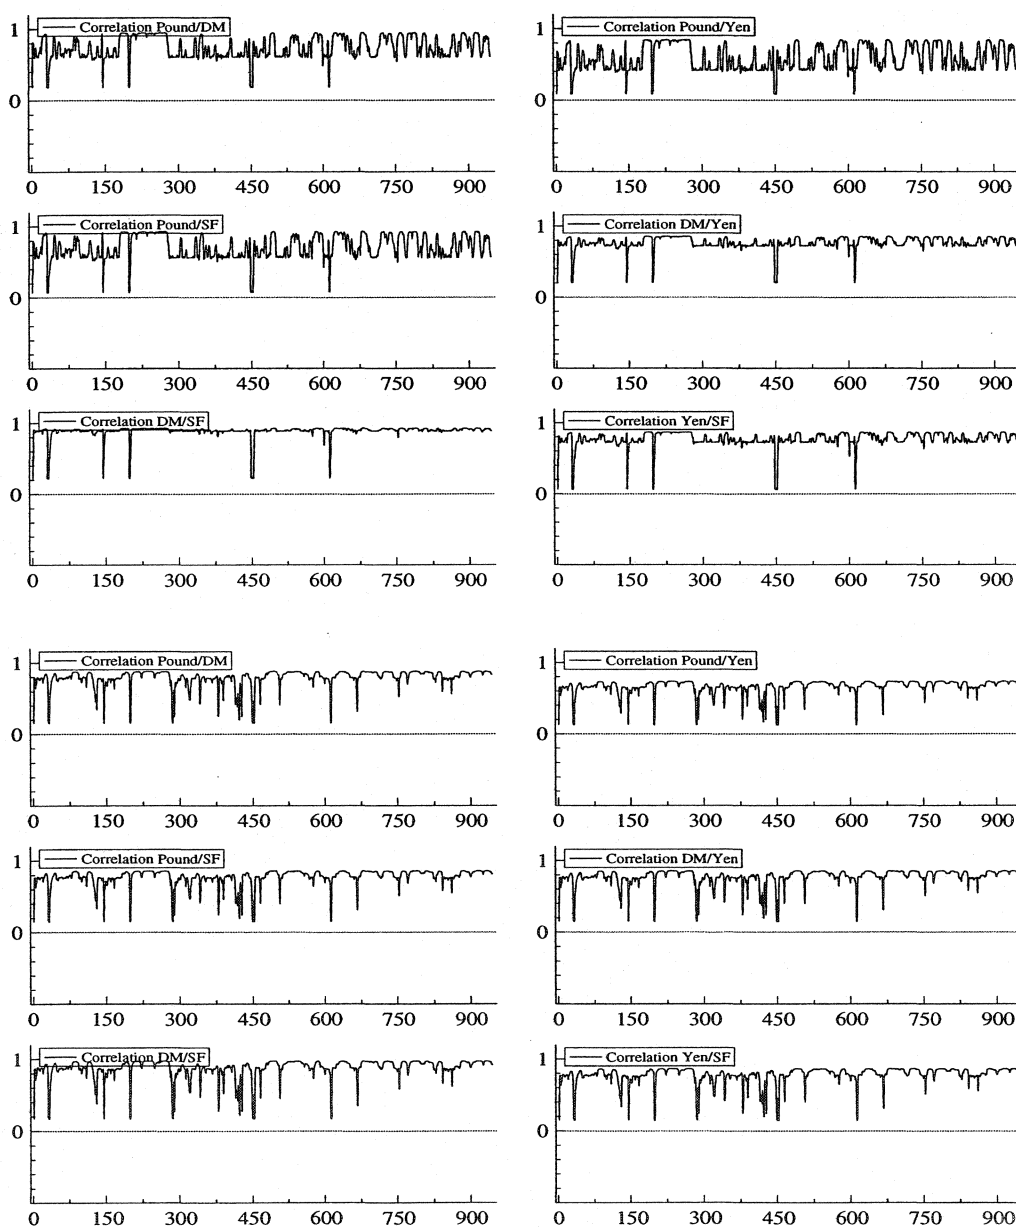 1 Correlation Pound/DM
0
0 150 300 450 600 750 900
1 Correlation Pound/Yen
0
0 150 300 450 600 750 900
1 Correlation Pound/SF
0
0 150 300 450 600 750 900
1 Correlation DM/Yen
0
0 150 300 450 600 750 900
1 Correlation DM/SF
0
0 150 300 450 600 750 900
1 Correlation Yen/SF
0
0 150 300 450 600 750 900
1 Correlation Pound/DM
0
0 150 300 450 600 750 900
1 Correlation Pound/Yen
0
0 150 300 450 600 750 900
1 Correlation Pound/SF
0
0 150 300 450 600 750 900
1 Correlation DM/Yen
0
0 150 300 450 600 750 900
1 Correlation DM/SF
0
0 150 300 450 600 750 900
1 Correlation Yen/SF
0
0 150 300 450 600 750 900